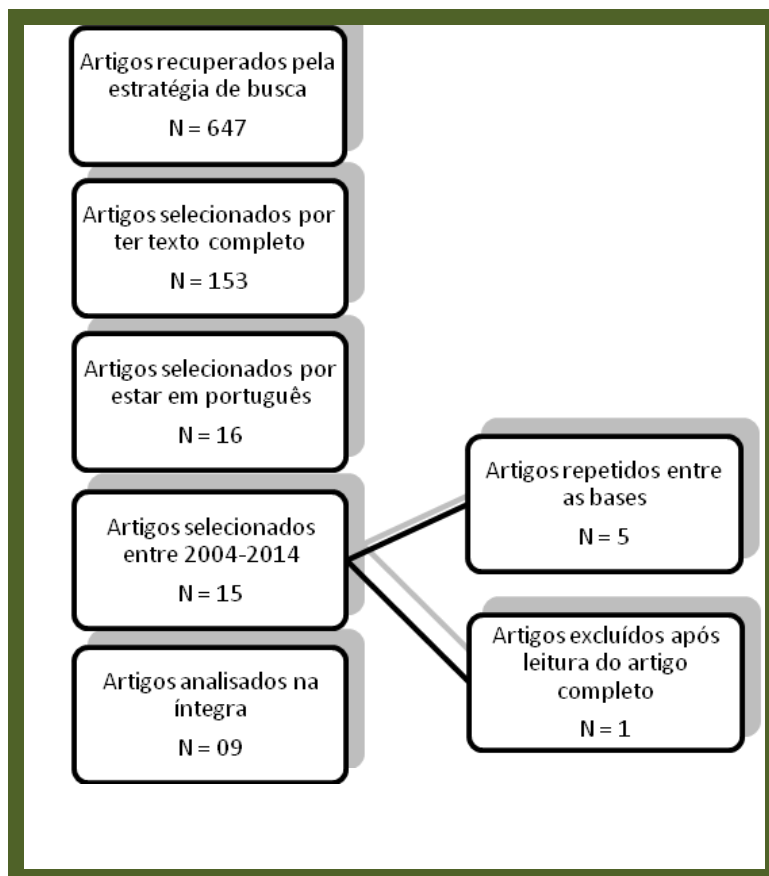 Artigos recuperados pela
estratégia de busca
N = 647
Artigos selecionados por
ter texto completo
N = 153
Artigos selecionados por
estar em português
N = 16
Artigos selecionados
entre 2004-2014
N = 15
Artigos repetidos entre
as bases
N = 5
Artigos excluídos após
leitura do artigo
completo
N = 1
Artigos analisados na
íntegra
N = 09